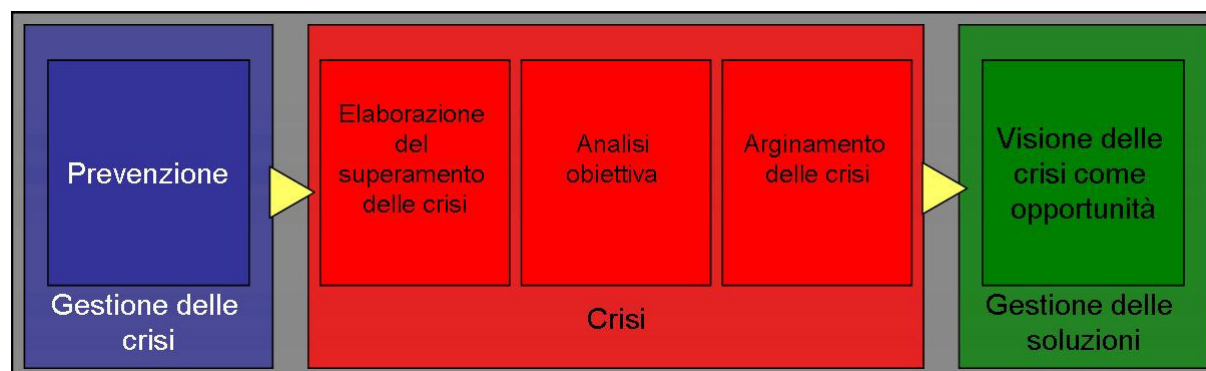 Prevenzione
Gestione delle
crisi
Elaborazione
del
superamento
delle crisi
Analisi
obiettiva
Arginamento
delle crisi
Crisi
Visione delle
crisi come
opportunità
Gestione delle
soluzioni